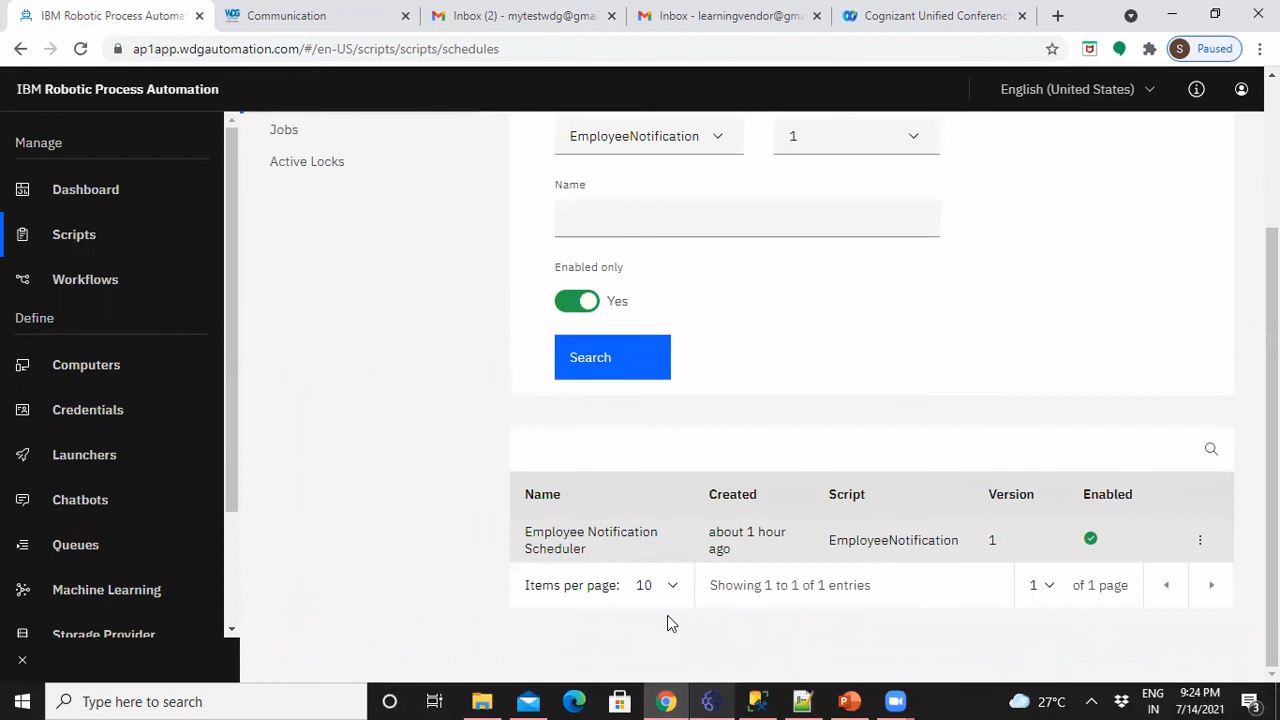 IBM Robotic Process Automa
Communication
Inbox (2) - mytestwdg@gmai
Inbox - learningvendor@gma
Cognizant Unified Conferenc
ap1app.wdgautomation.com/#/en-US/scripts/scripts/schedules
S
Paused
IBM Robotic Process Automation
English (United States)
Manage
Dashboard
Scripts
Workflows
Define
Computers
Credentials
Launchers
Chatbots
Queues
Machine Learning
Storage Provider
Jobs
Active Locks
EmployeeNotification
1
Name
Enabled only
Yes
Search
Name Created Script Version Enabled
Employee Notification Scheduler
about 1 hour ago
EmployeeNotification
1
Items per page: 10
Showing 1 to 1 of 1 entries
1
of 1 page
Type here to search
27°C
ENG
IN
9:24 PM
7/14/2021
3